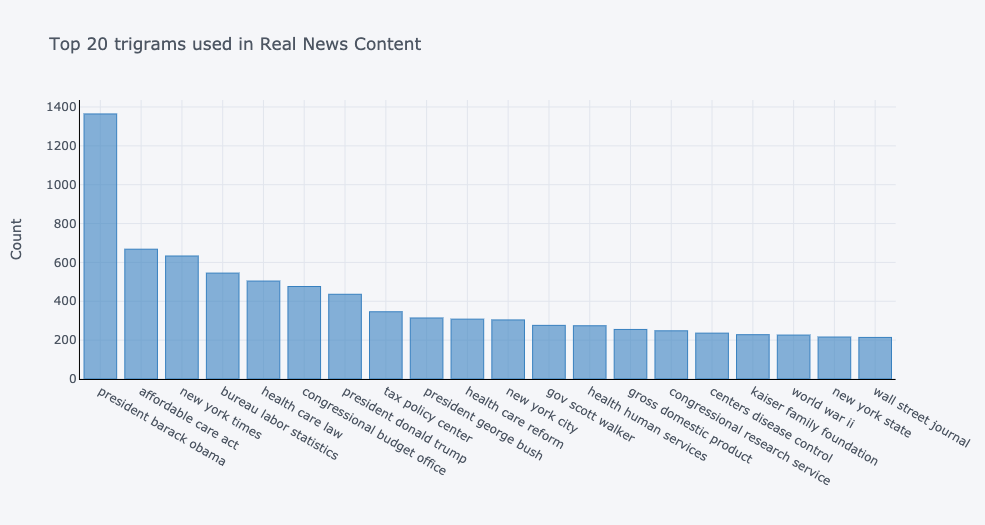 Top 20 trigrams used in Real News Content
Count
1400
1200
1000
800
600
400
200
0
president barack obama
affordable care act
new york times
bureau labor statistics
health care law
congressional budget office
president donald trump
tax policy center
president george bush
health care reform
new york city
gov scott walker
health human services
gross domestic product
congressional research service
centers disease control
kaiser family foundation
world war ii
new york state
wall street journal